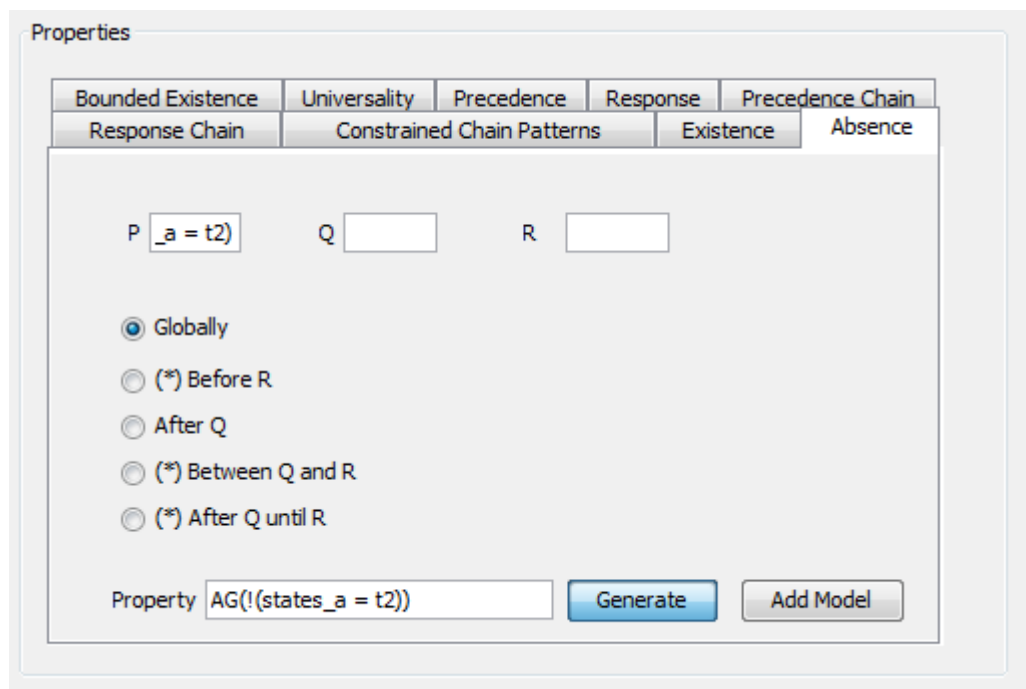 Properties
Bounded Existence Universality Precedence Response Precedence Chain
Response Chain Constrained Chain Patterns Existence Absence
P _a = t2) Q R
Globally
(*) Before R
After Q
(*) Between Q and R
(*) After Q until R
Property AG(!(states_a = t2)) Generate Add Model